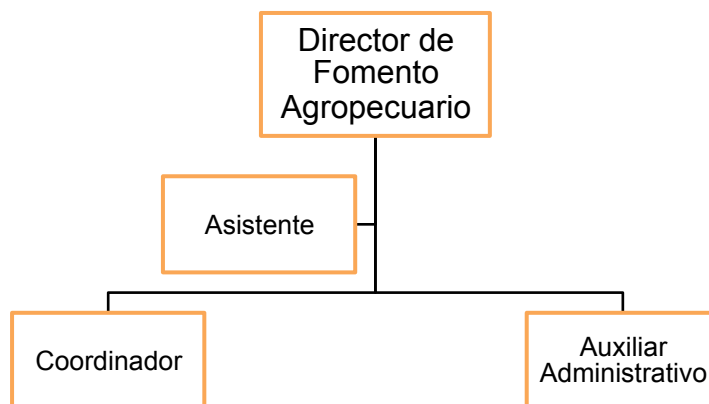 Director de
Fomento
Agropecuario
Asistente
Coordinador
Auxiliar
Administrativo